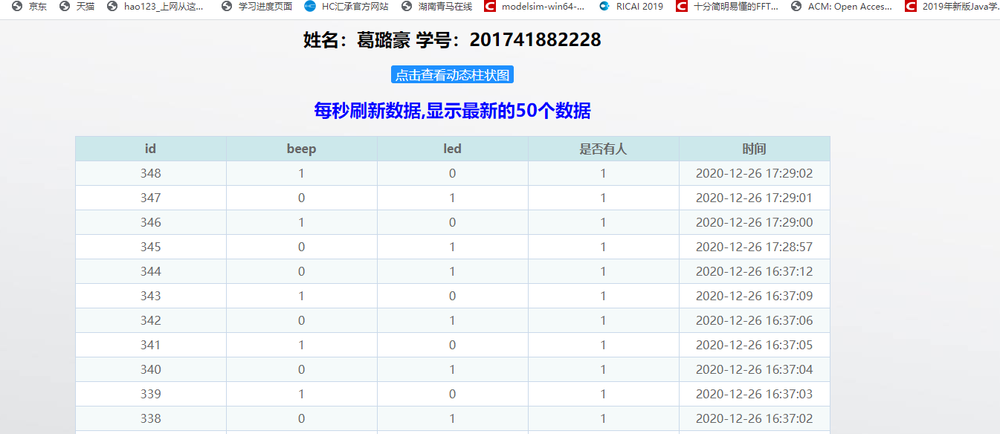 京东 天猫 hao123_上网从这... 学习进度页面 HC汇承官方网站 湖南青马在线 modelsim-win64-... RICAI 2019 十分简明易懂的FFT... ACM: Open Acces... 2019年新版Java学.
姓名：葛璐豪 学号：201741882228
点击查看动态柱状图
每秒刷新数据,显示最新的50个数据
id beep led 是否有人 时间
348 1 0 1 2020-12-26 17:29:02
347 0 1 1 2020-12-26 17:29:01
346 1 0 1 2020-12-26 17:29:00
345 0 1 1 2020-12-26 17:28:57
344 0 1 1 2020-12-26 16:37:12
343 1 0 1 2020-12-26 16:37:09
342 0 1 1 2020-12-26 16:37:06
341 1 0 1 2020-12-26 16:37:05
340 0 1 1 2020-12-26 16:37:04
339 1 0 1 2020-12-26 16:37:03
338 0 1 1 2020-12-26 16:37:02